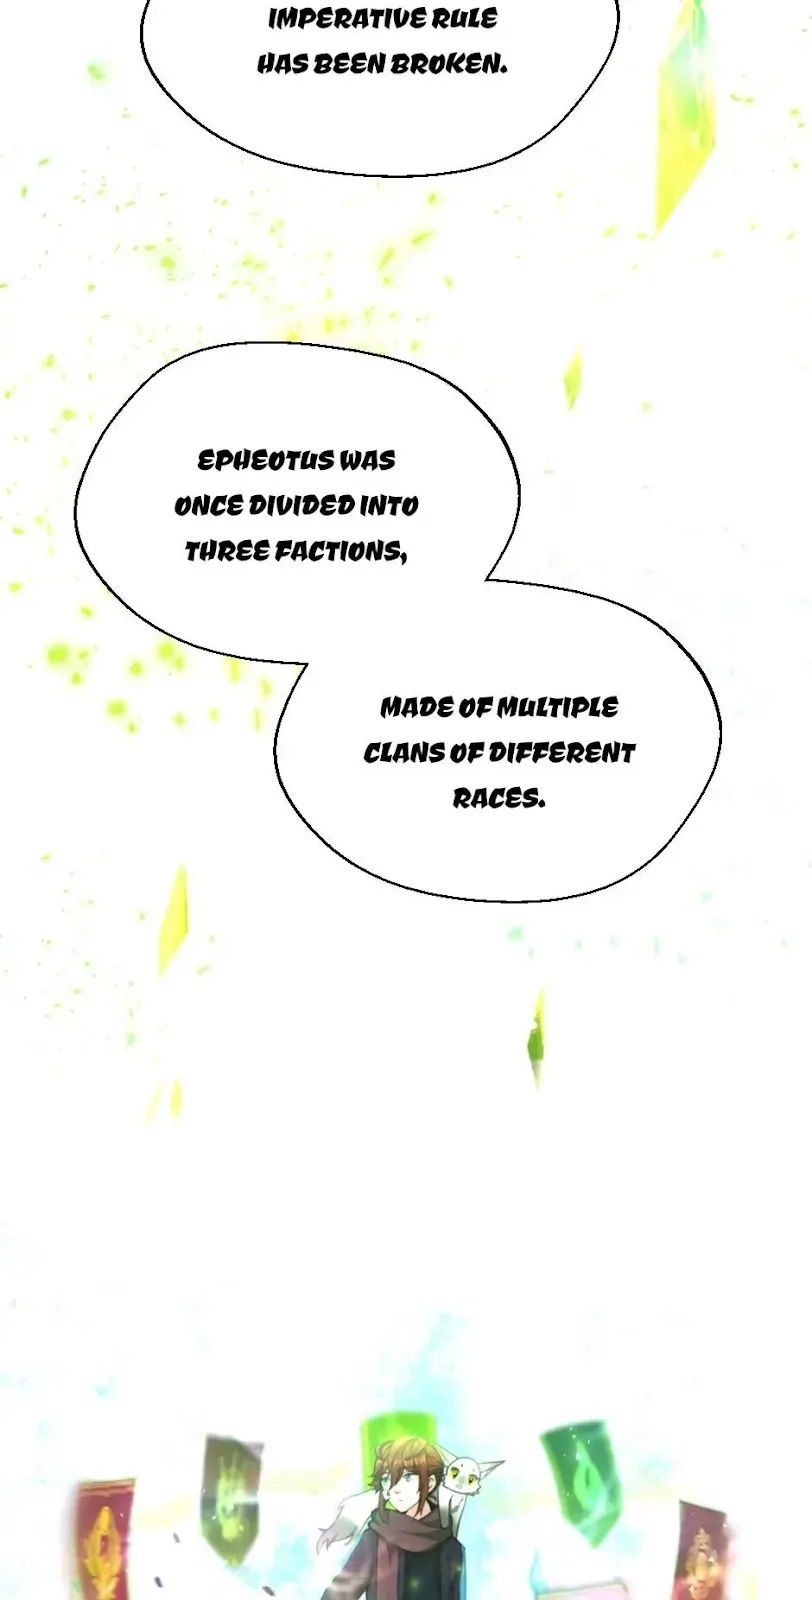 IMPERATIVE RULE
HAS BEEN BROKEN.
EPHEOTUS WAS
ONCE DIVIDED INTO
THREE FACTIONS,
MADE OF MULTIPLE
CLANS OF DIFFERENT
RACES.